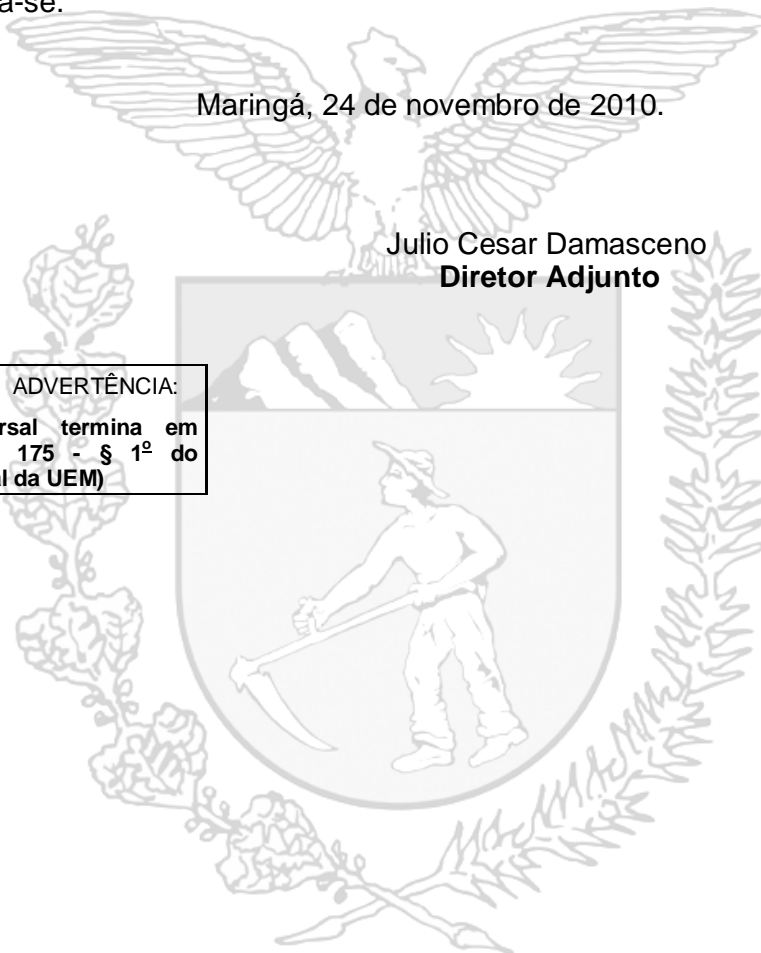 a-se.
Maringá, 24 de novembro de 2010.
Julio Cesar Damasceno
Diretor Adjunto
ADVERTÊNCIA:
rsal termina em
175 - § 1º do
l da UEM)